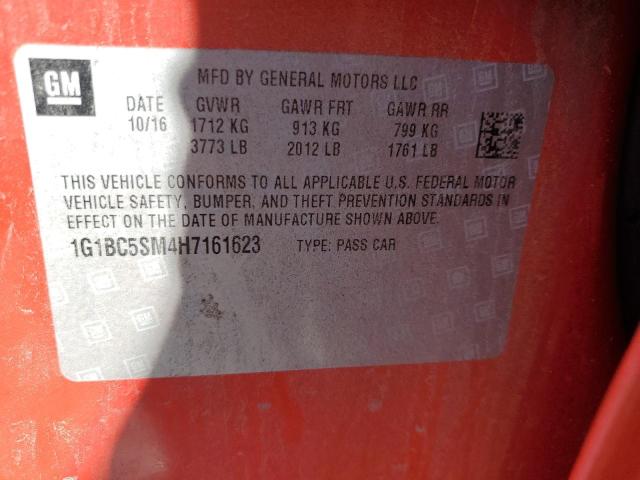 GM
MFD BY GENERAL MOTORS LLC
DATE GVWR GAWR FRT GAWR RR
10/16 1712 KG 913 KG 799 KG
3773 LB 2012 LB 1761 LB
THIS VEHICLE CONFORMS TO ALL APPLICABLE U.S. FEDERAL MOTOR
VEHICLE SAFETY, BUMPER, AND THEFT PREVENTION STANDARDS IN
EFFECT ON THE DATE OF MANUFACTURE SHOWN ABOVE.
1G1BC5SM4H7161623 TYPE: PASS CAR